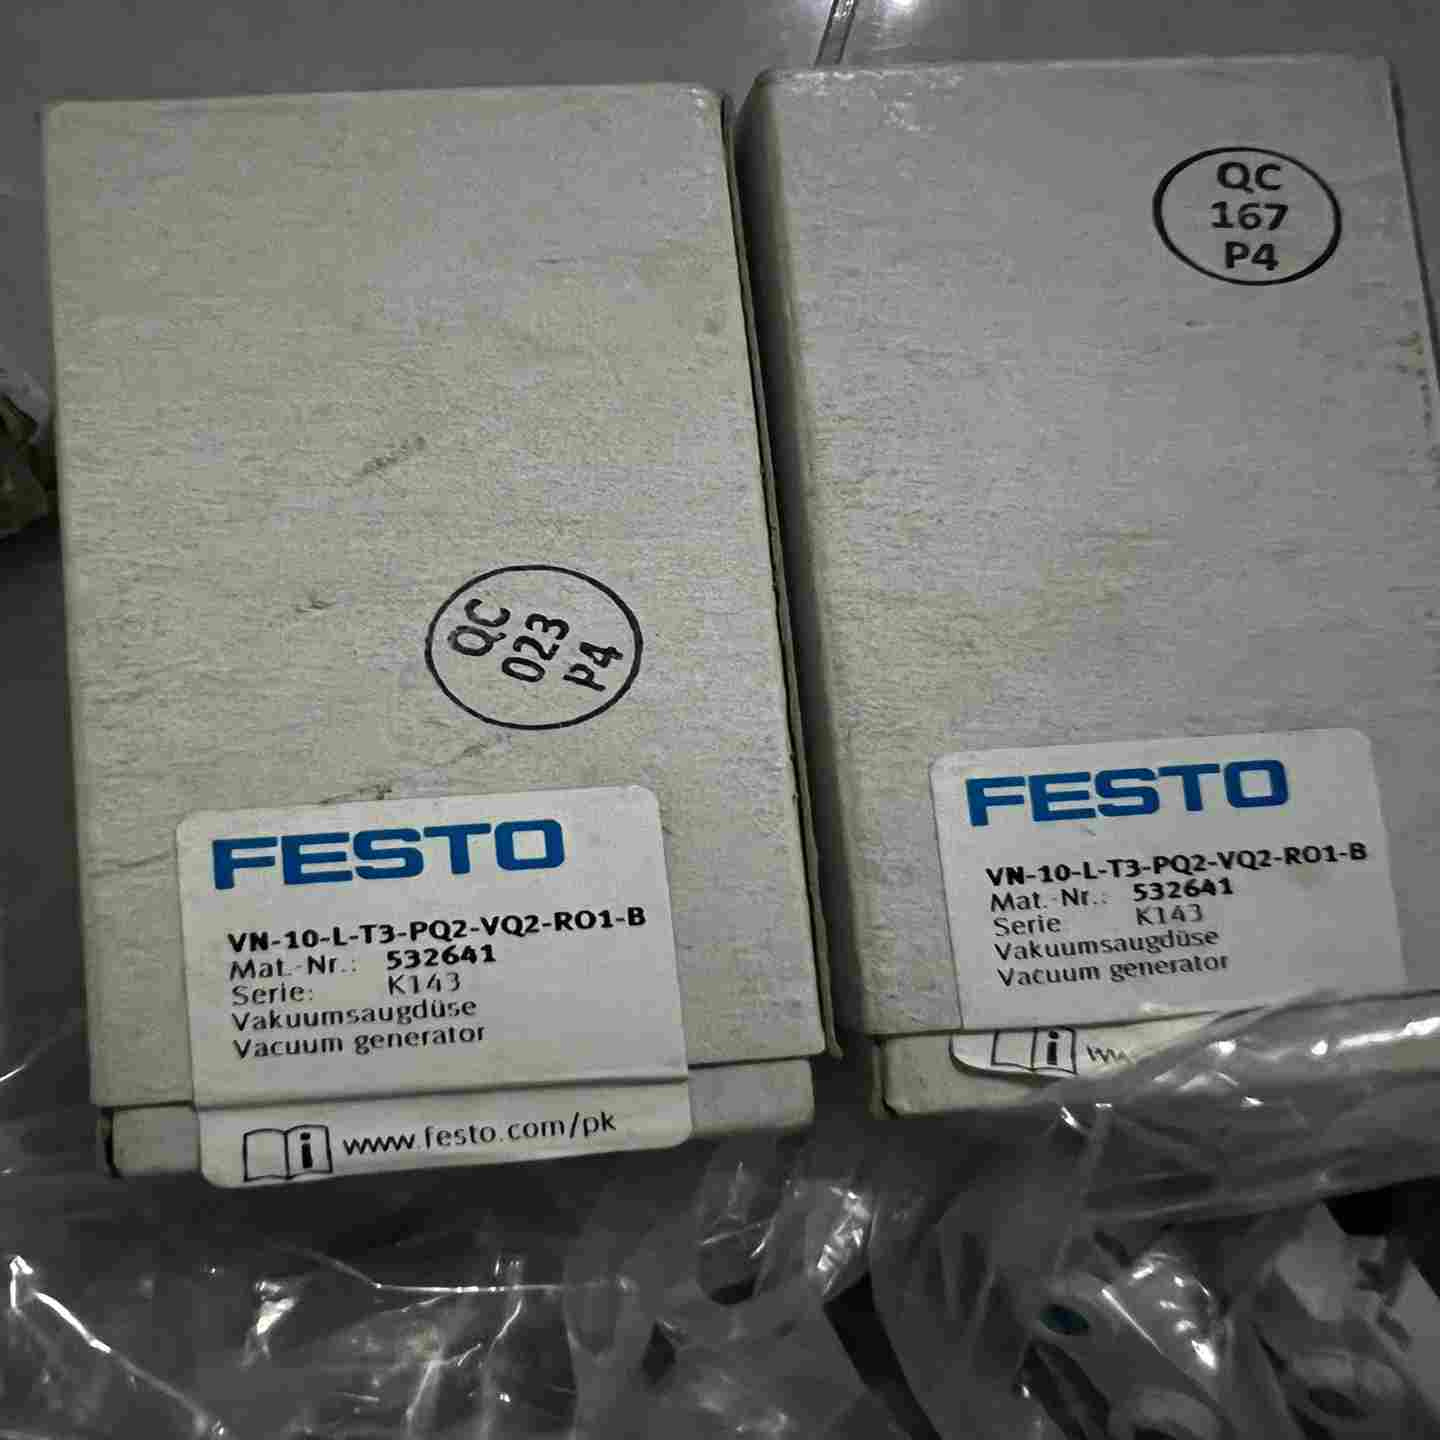 QC
023
P4
FESTO
VN-10-L-T3-PQ2-VQ2-RO1-B
Mat.-Nr.: 532641
Serie: K143
Vakuumsaugdüse
Vacuum generator
i www.festo.com/pk
QC
167
P4
FESTO
VN-10-L-T3-PQ2-VQ2-RO1-B
Mat.-Nr.: 532641
Serie K143
Vakuumsaugdüse
Vacuum generator
i